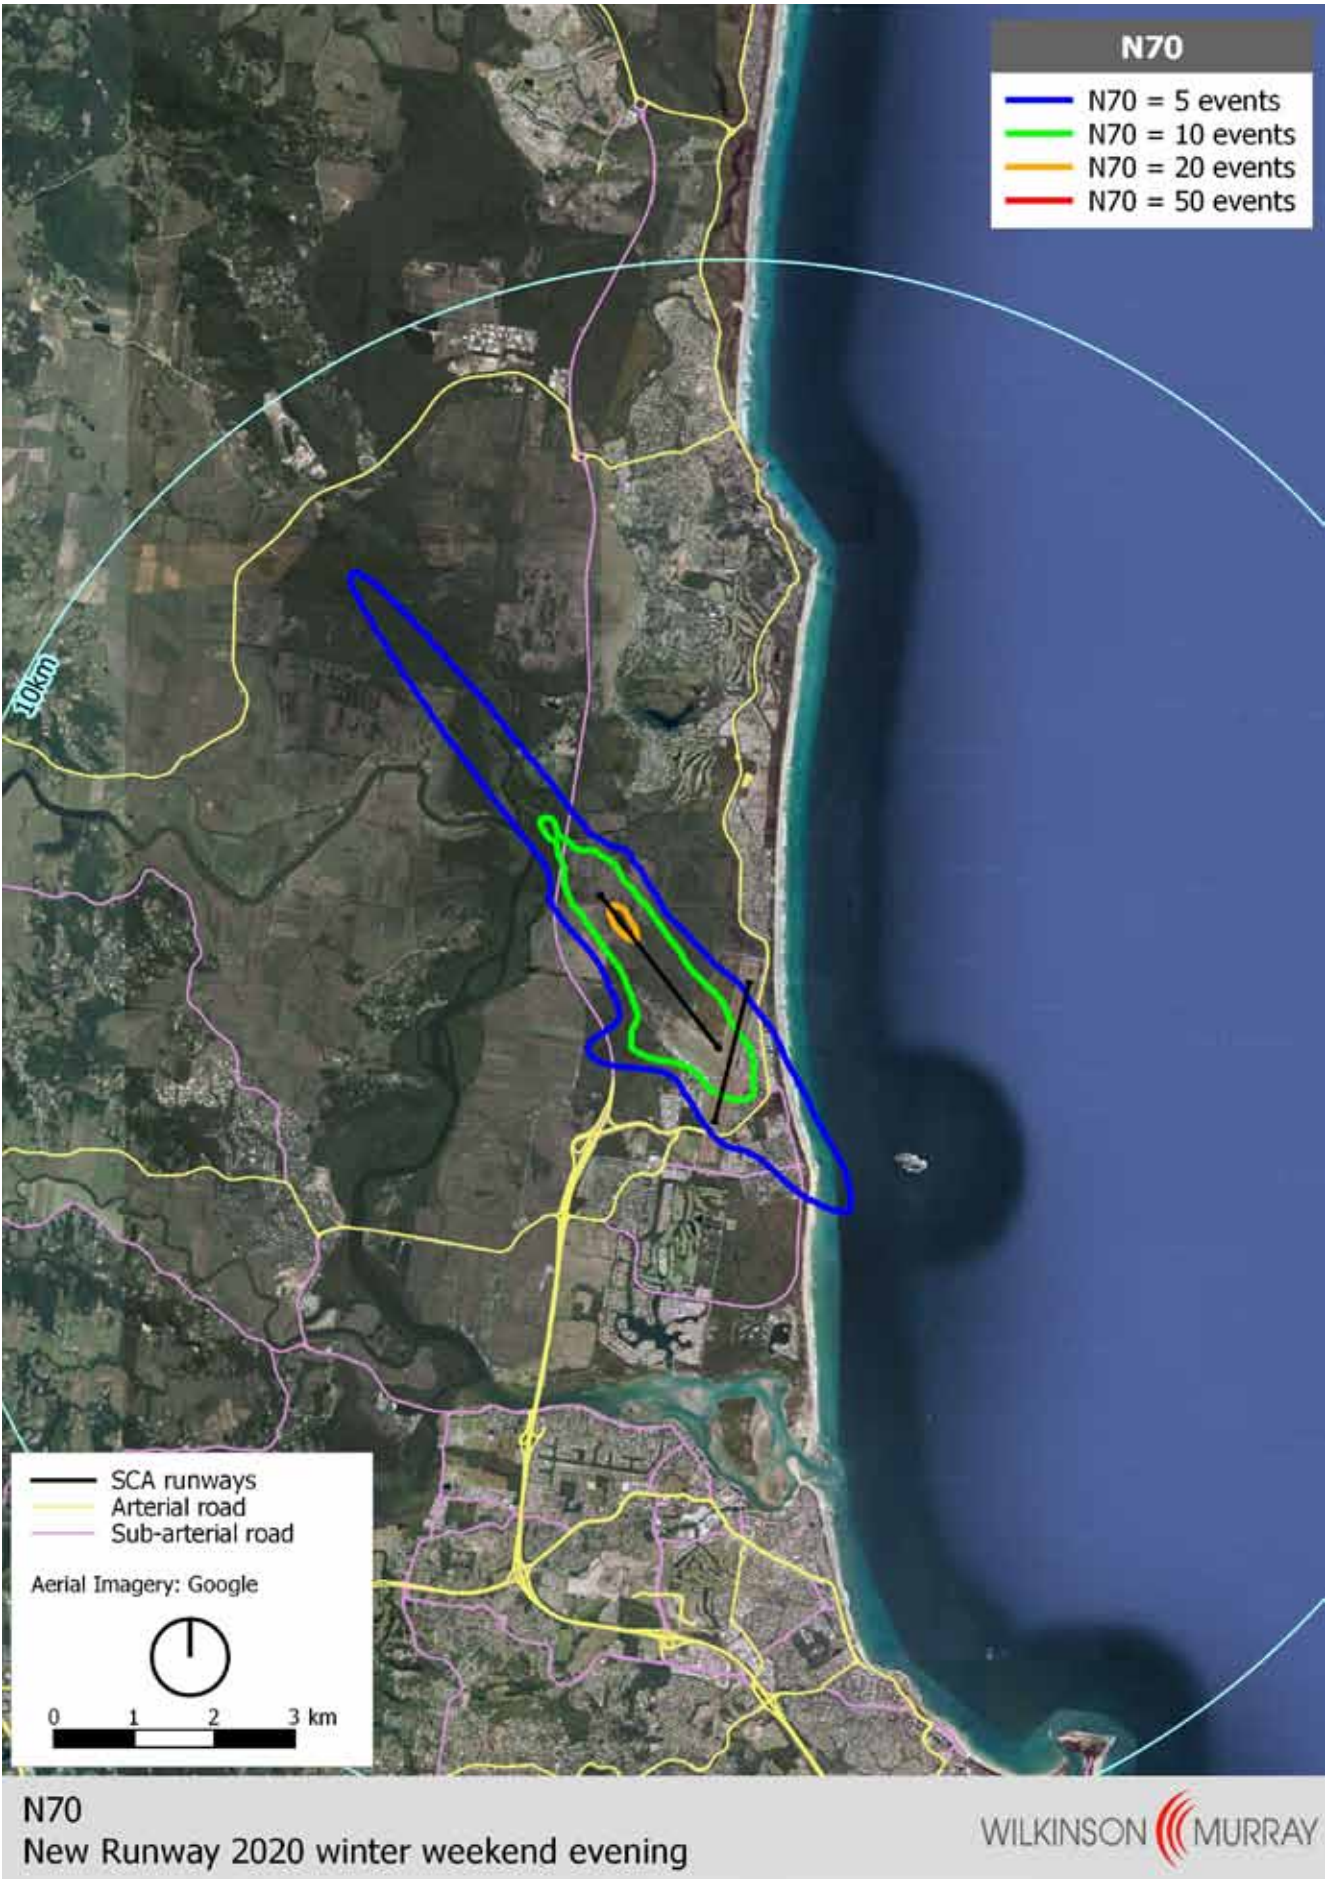 N70
N70 = 5 events
N70 = 10 events
N70 = 20 events
N70 = 50 events
10km
SCA runways
Arterial road
Sub-arterial road
Aerial Imagery: Google
0 1 2 3 km
N70
New Runway 2020 winter weekend evening
WILKINSON MURRAY